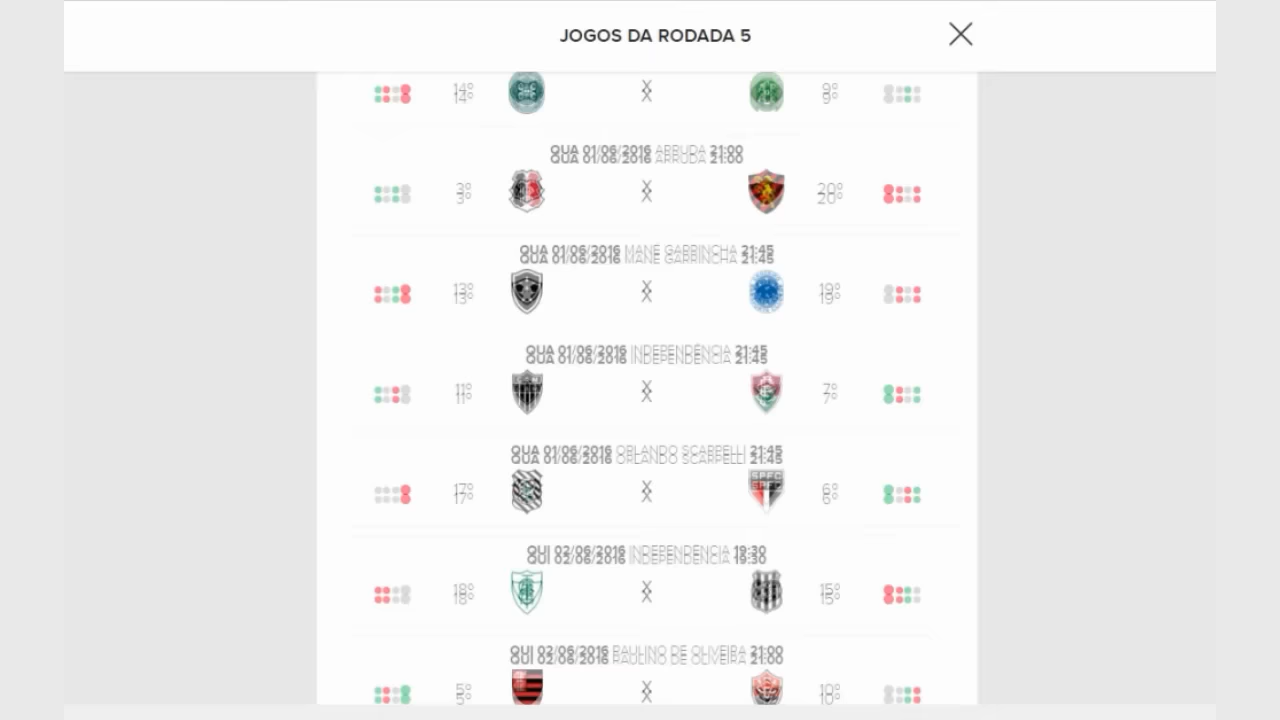 JOGOS DA RODADA 5
14º X 9º
QUA 01/06/2016 ARRUDA 21:00
3º X 20º
QUA 01/06/2016 MANÉ GARRINCHA 21:45
13º X 19º
QUA 01/06/2016 INDEPENDÊNCIA 21:45
11º X 7º
QUA 01/06/2016 ORLANDO SCARPELLI 21:45
17º X 6º
SPFC
QUI 02/06/2016 INDEPENDÊNCIA 19:30
18º X 15º
QUI 02/06/2016 RAULINO DE OLIVEIRA 21:00
5º X 10º